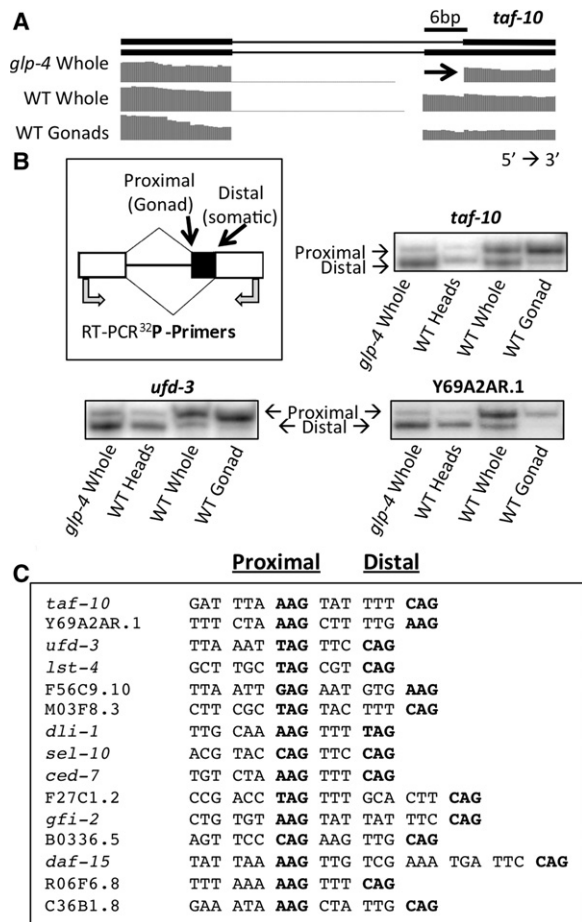 A
6bp
taf-10
glp-4 Whole
WT Whole
WT Gonads
5' → 3'
B
Proximal
(Gonad)
Distal
(somatic)
RT-PCR 32P -Primers
taf-10
Proximal
Distal
glp-4 Whole
WT Heads
WT Whole
WT Gonad
ufd-3
Y69A2AR.1
← Proximal →
← Distal →
glp-4 Whole
WT Heads
WT Whole
WT Gonad
glp-4 Whole
WT Heads
WT Whole
WT Gonad
C
Proximal Distal
taf-10 GAT TTA AAG TAT TTT CAG
Y69A2AR.1 TTT CTA AAG CTT TTG AAG
ufd-3 TTA AAT TAG TTC CAG
lst-4 GCT TGC TAG CGT CAG
F56C9.10 TTA ATT GAG AAT GTG AAG
M03F8.3 CTT CGC TAG TAC TTT CAG
dli-1 TTG CAA AAG TTT TAG
sel-10 ACG TAC CAG TTC CAG
ced-7 TGT CTA AAG TTT CAG
F27C1.2 CCG ACC TAG TTT GCA CTT CAG
gfi-2 CTG TGT AAG TAT TAT TTC CAG
B0336.5 AGT TCC CAG AAG TTG CAG
daf-15 TAT TAA AAG TTG TCG AAA TGA TTC CAG
R06F6.8 TTT AAA AAG TTT CAG
C36B1.8 GAA ATA AAG CTA TTG CAG